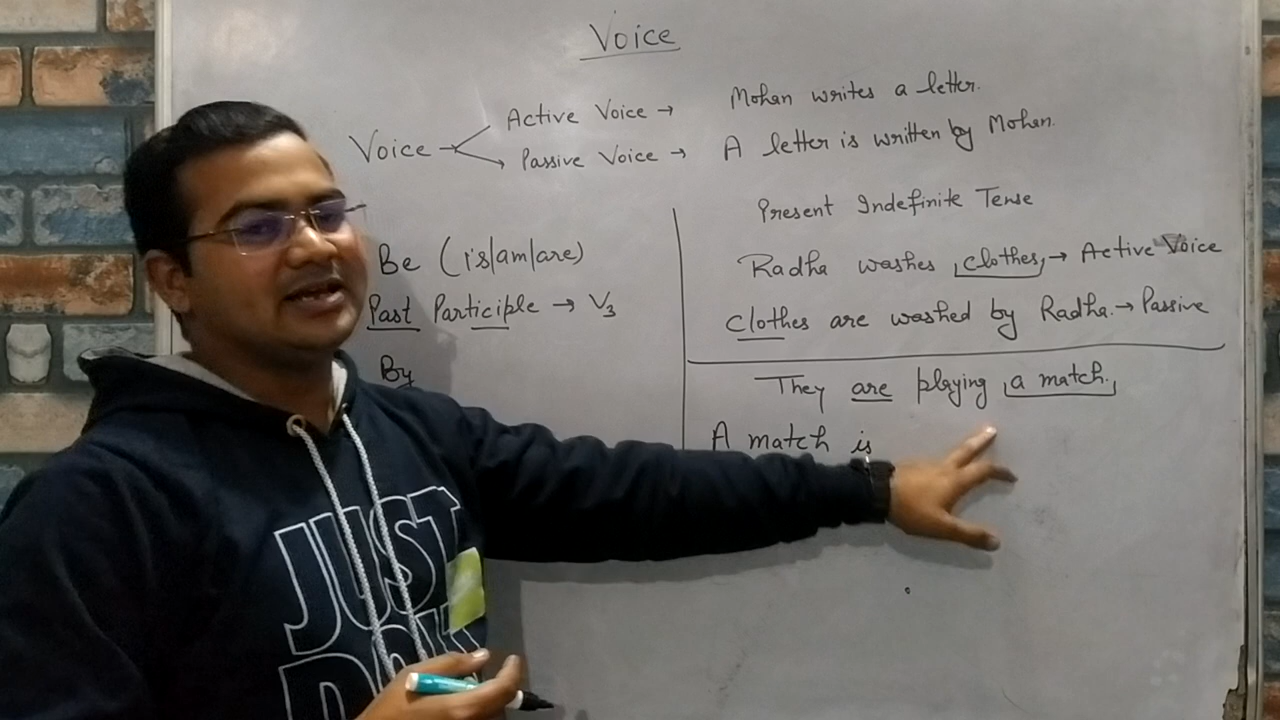 Voice
Voice
Active Voice → Mohan writes a letter.
Passive Voice → A letter is written by Mohan.
Be (is/am/are)
Past Participle → V3
By
Present Indefinite Tense
Radha washes clothes, → Active Voice
Clothes are washed by Radha. → Passive
They are playing a match.
A match is
JUST
DO